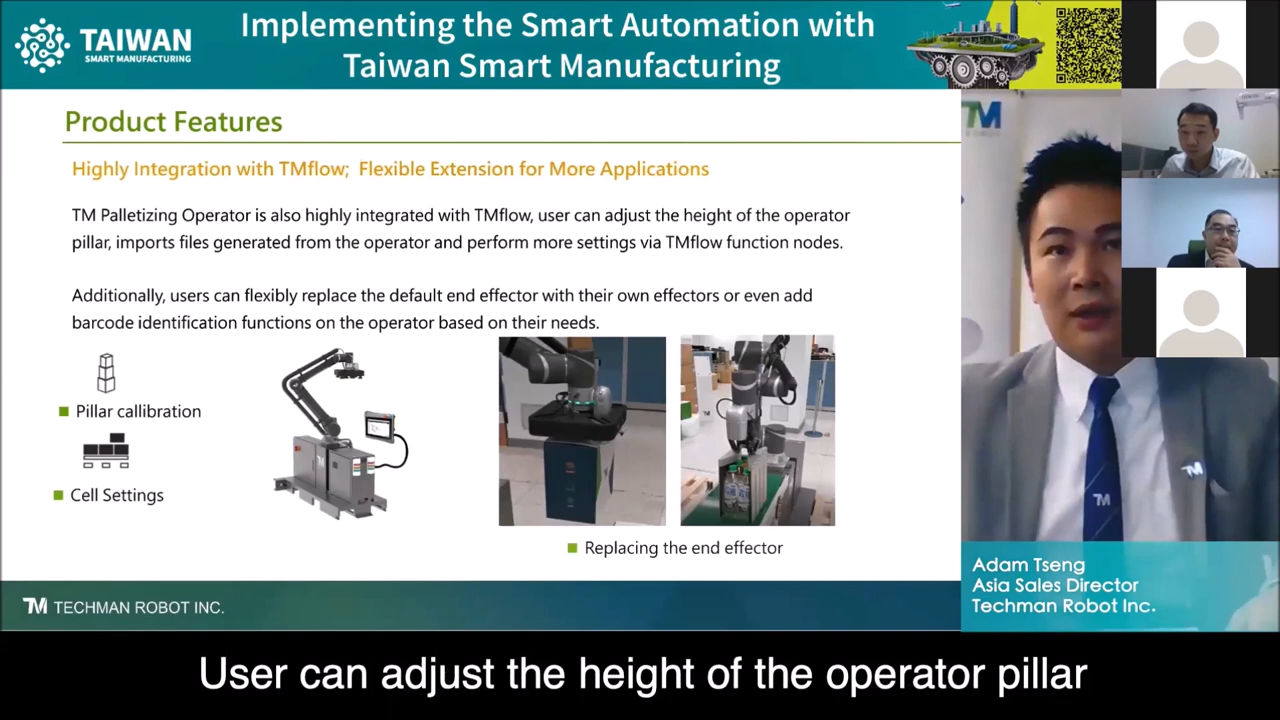 TAIWAN
SMART MANUFACTURING
Implementing the Smart Automation with
Taiwan Smart Manufacturing
Product Features
Highly Integration with TMflow; Flexible Extension for More Applications
TM Palletizing Operator is also highly integrated with TMflow, user can adjust the height of the operator
pillar, imports files generated from the operator and perform more settings via TMflow function nodes.
Additionally, users can flexibly replace the default end effector with their own effectors or even add
barcode identification functions on the operator based on their needs.
Pillar callibration
Cell Settings
Replacing the end effector
TM
TM
Adam Tseng
Asia Sales Director
Techman Robot Inc.
TM TECHMAN ROBOT INC.
User can adjust the height of the operator pillar